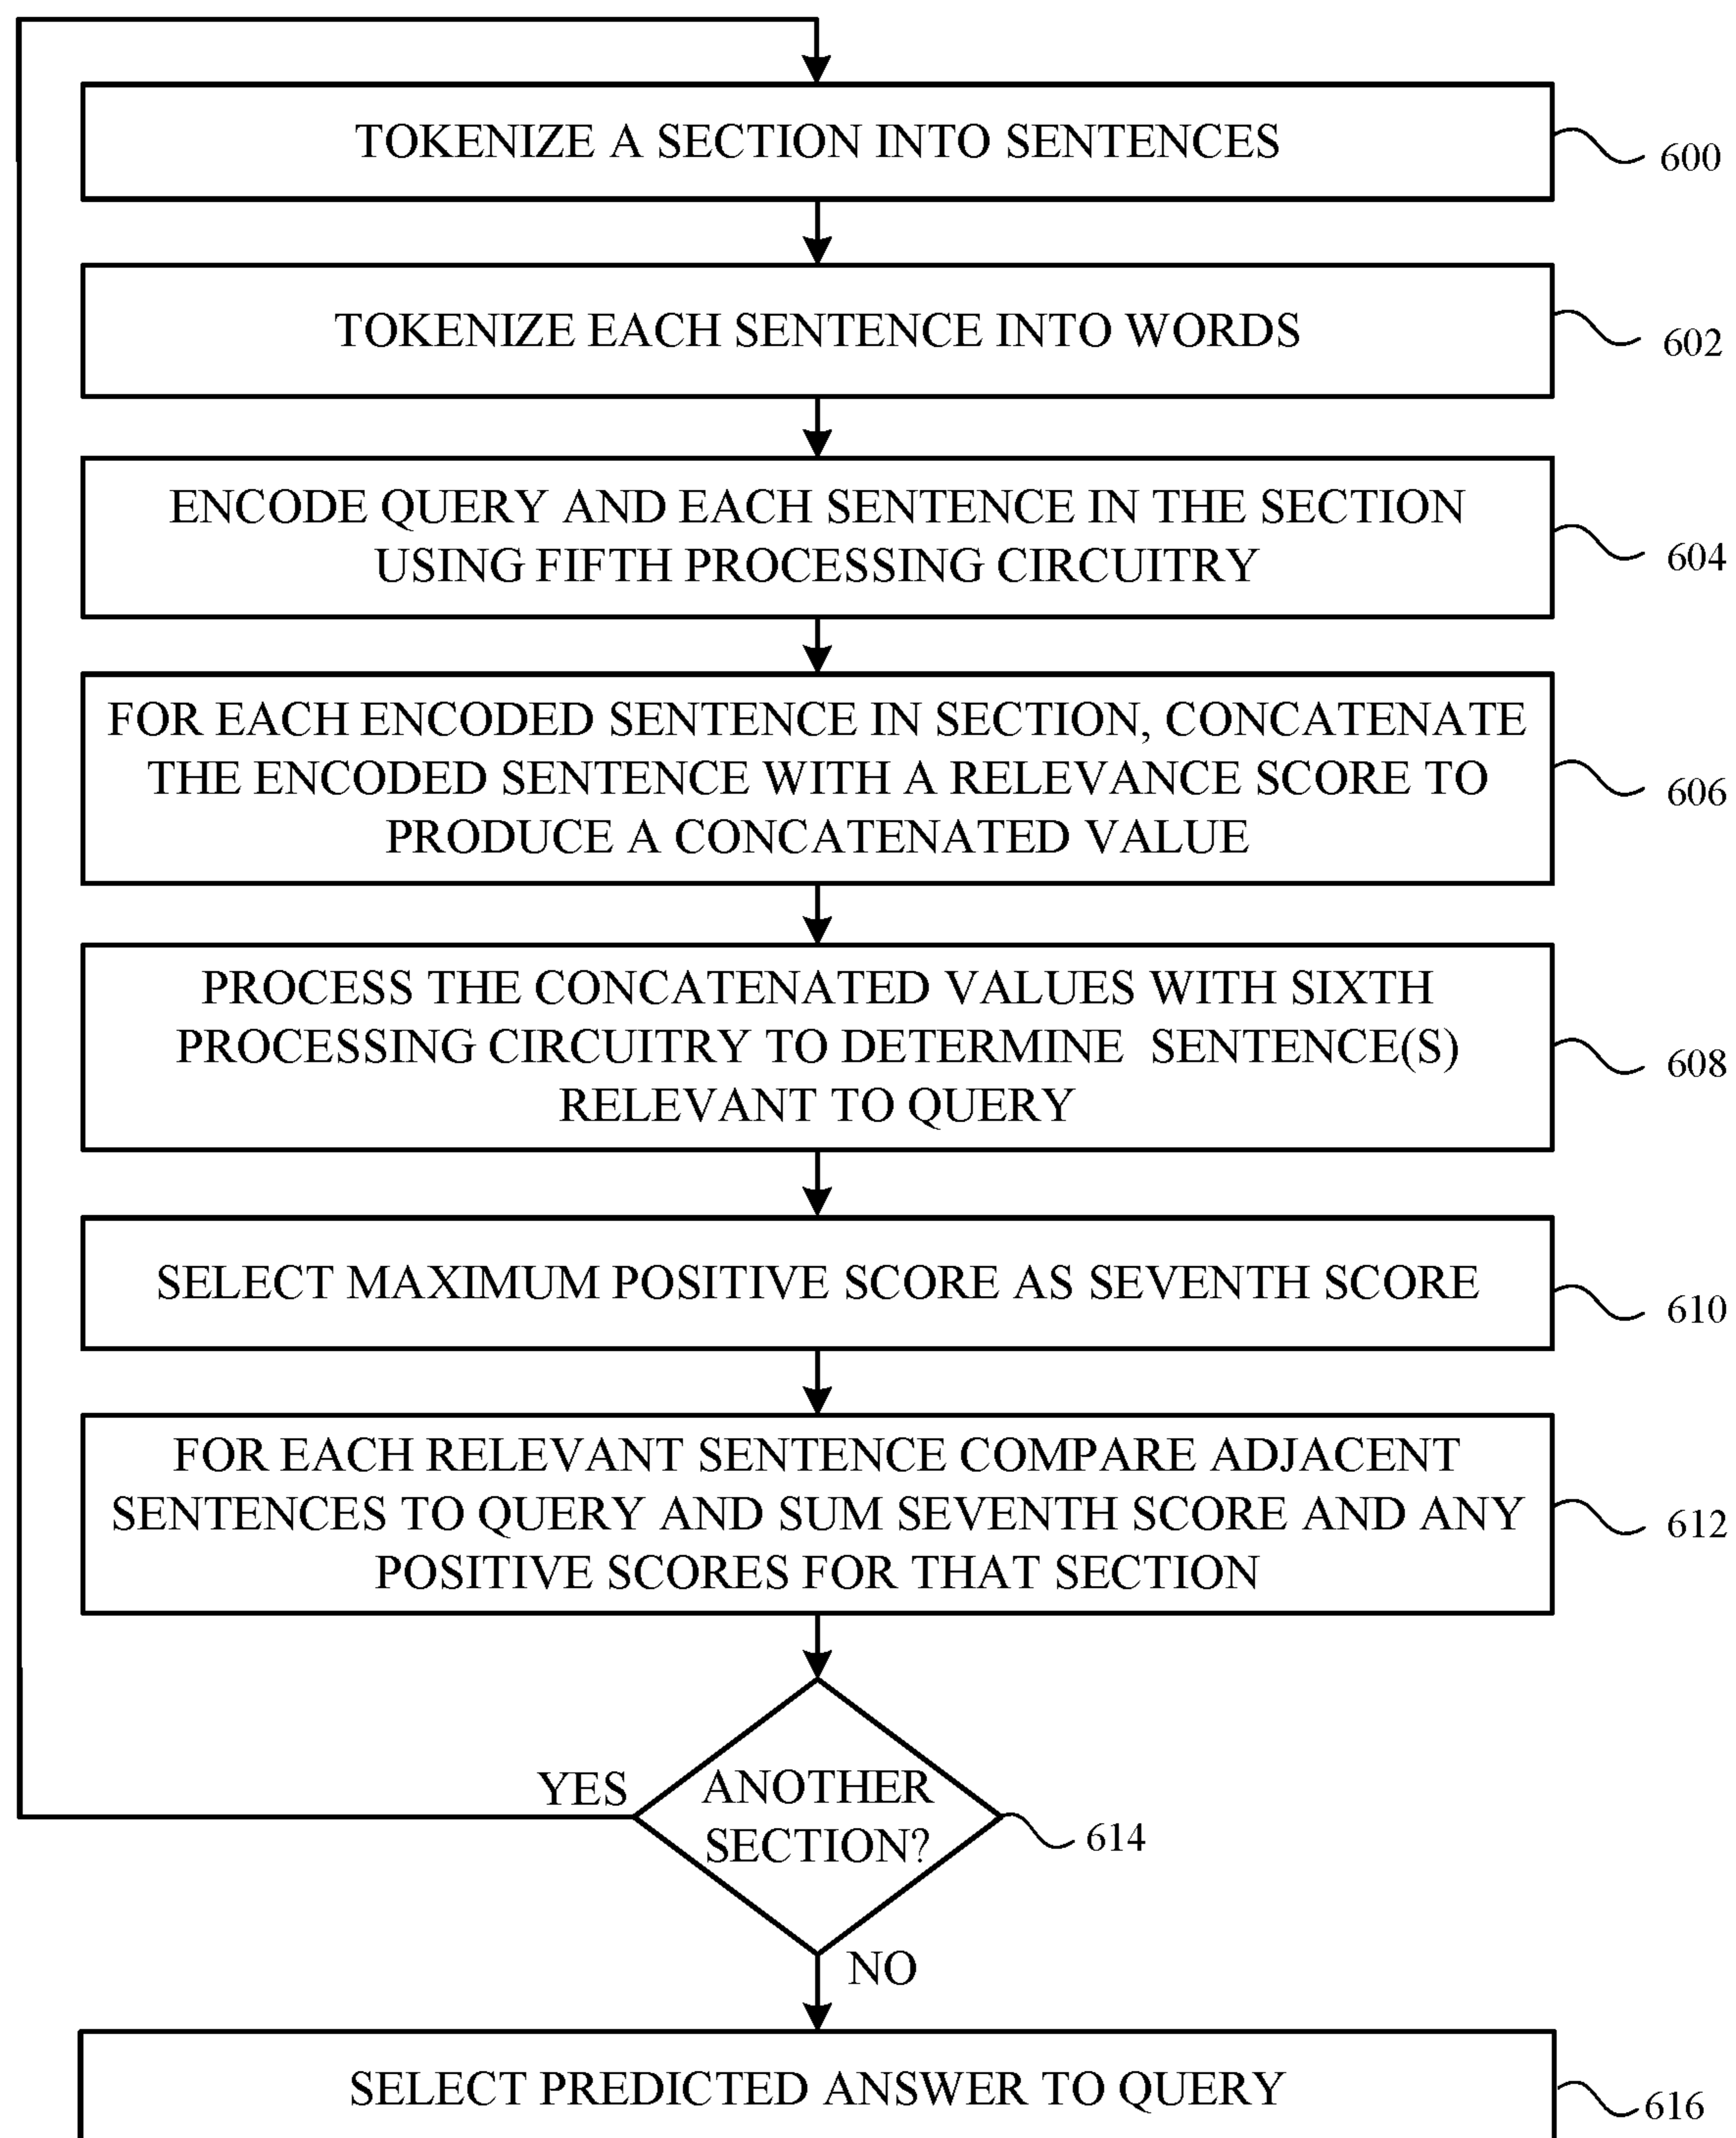 TOKENIZE A SECTION INTO SENTENCES
600
TOKENIZE EACH SENTENCE INTO WORDS
602
ENCODE QUERY AND EACH SENTENCE IN THE SECTION
USING FIFTH PROCESSING CIRCUITRY
604
FOR EACH ENCODED SENTENCE IN SECTION, CONCATENATE
THE ENCODED SENTENCE WITH A RELEVANCE SCORE TO
PRODUCE A CONCATENATED VALUE
606
PROCESS THE CONCATENATED VALUES WITH SIXTH
PROCESSING CIRCUITRY TO DETERMINE SENTENCE(S)
RELEVANT TO QUERY
608
SELECT MAXIMUM POSITIVE SCORE AS SEVENTH SCORE
610
FOR EACH RELEVANT SENTENCE COMPARE ADJACENT
SENTENCES TO QUERY AND SUM SEVENTH SCORE AND ANY
POSITIVE SCORES FOR THAT SECTION
612
YES
ANOTHER
SECTION?
614
NO
SELECT PREDICTED ANSWER TO QUERY
616